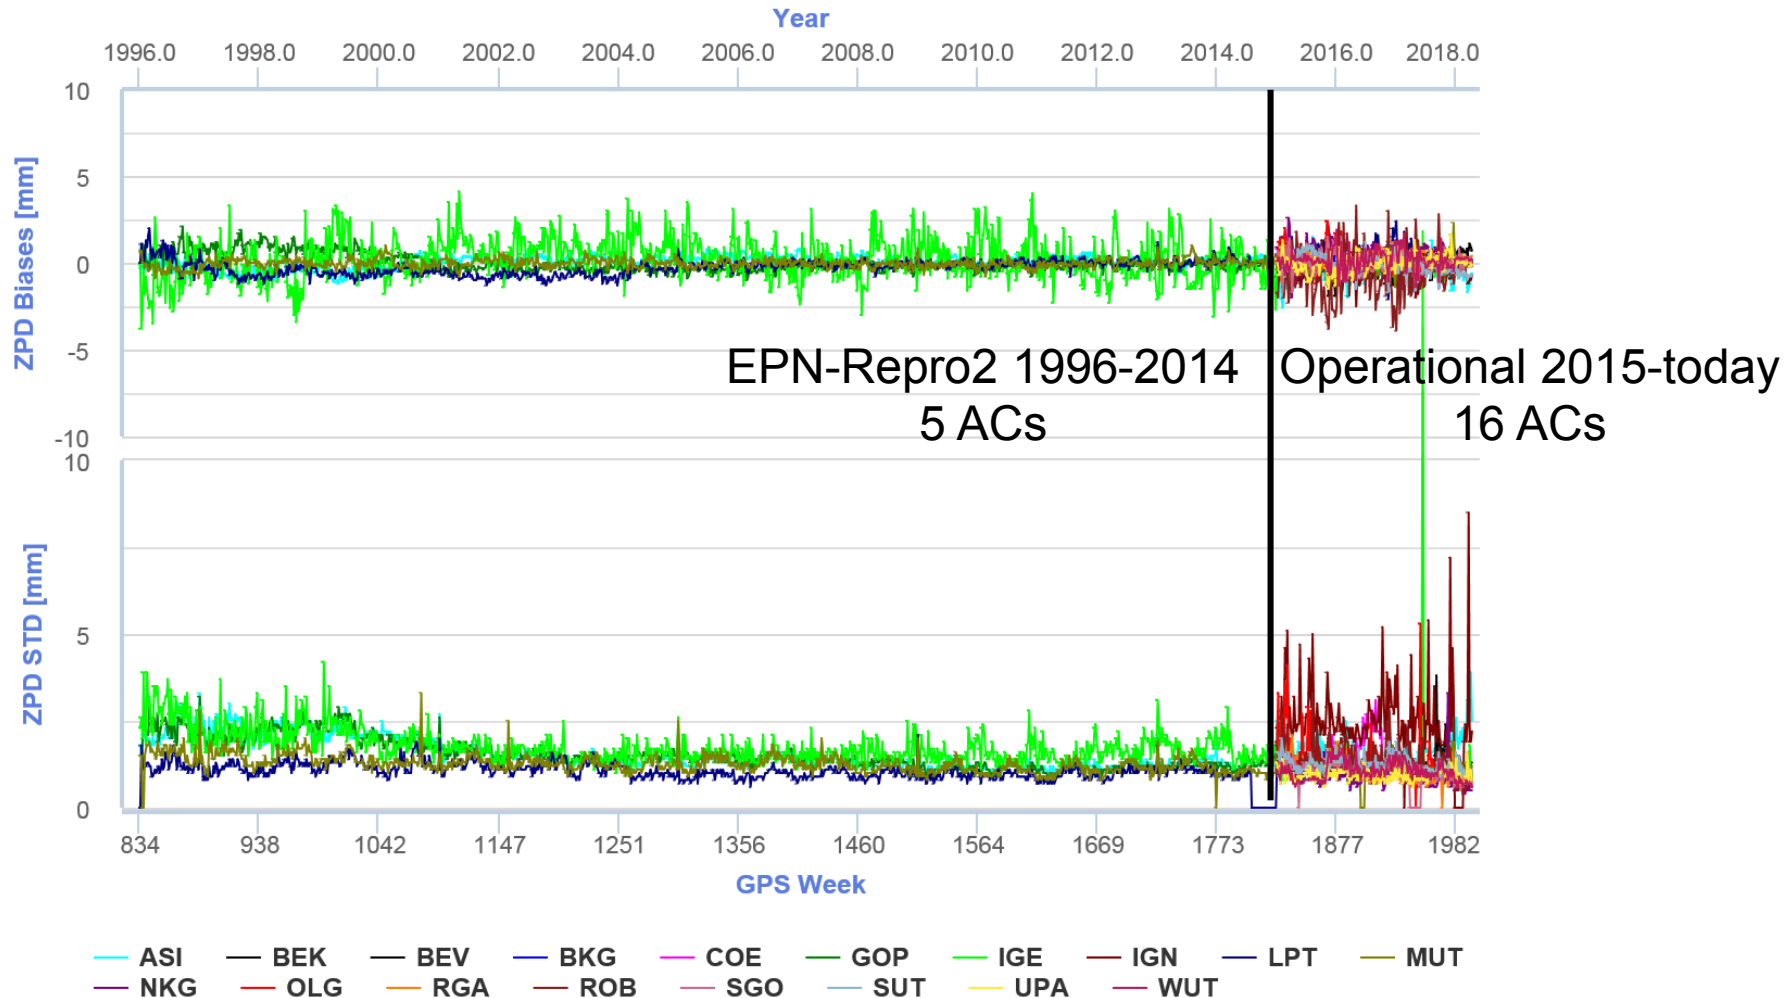 Year
1996.0 1998.0 2000.0 2002.0 2004.0 2006.0 2008.0 2010.0 2012.0 2014.0 2016.0 2018.0
10
5
0
-5
-10
ZPD Biases [mm]
EPN-Repro2 1996-2014 Operational 2015-today
5 ACs 16 ACs
10
5
0
ZPD STD [mm]
834 938 1042 1147 1251 1356 1460 1564 1669 1773 1877 1982
GPS Week
ASI BEK BEV BKG COE GOP IGE IGN LPT MUT
NKG OLG RGA ROB SGO SUT UPA WUT